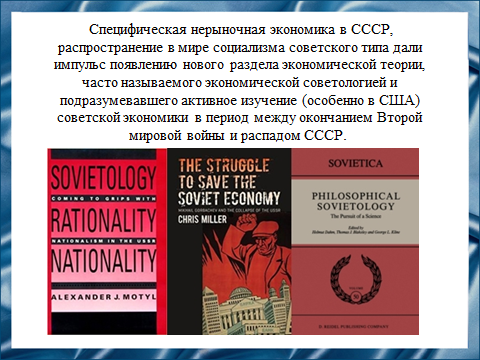 Специфическая нерыночная экономика в СССР,
распространение в мире социализма советского типа дали
импульс появлению нового раздела экономической теории,
часто называемого экономической советологией и
подразумевавшего активное изучение (особенно в США)
советской экономики в период между окончанием Второй
мировой войны и распадом СССР.
SOVIETOLOGY
COMING TO GRIPS WITH
RATIONALITY
NATIONALISM IN THE USSR
NATIONALITY
ALEXANDER J. MOTYL
THE STRUGGLE
TO SAVE THE
SOVIET ECONOMY
MIKHAIL GORBACHEV AND THE COLLAPSE OF THE USSR
CHRIS MILLER
SOVIETICA
PHILOSOPHICAL
SOVIETOLOGY
The Pursuit of a Science
Edited by
Helmut Dahm, Thomas J. Blakeley and George L. Kline
VOLUME
50
D. REIDEL PUBLISHING COMPANY